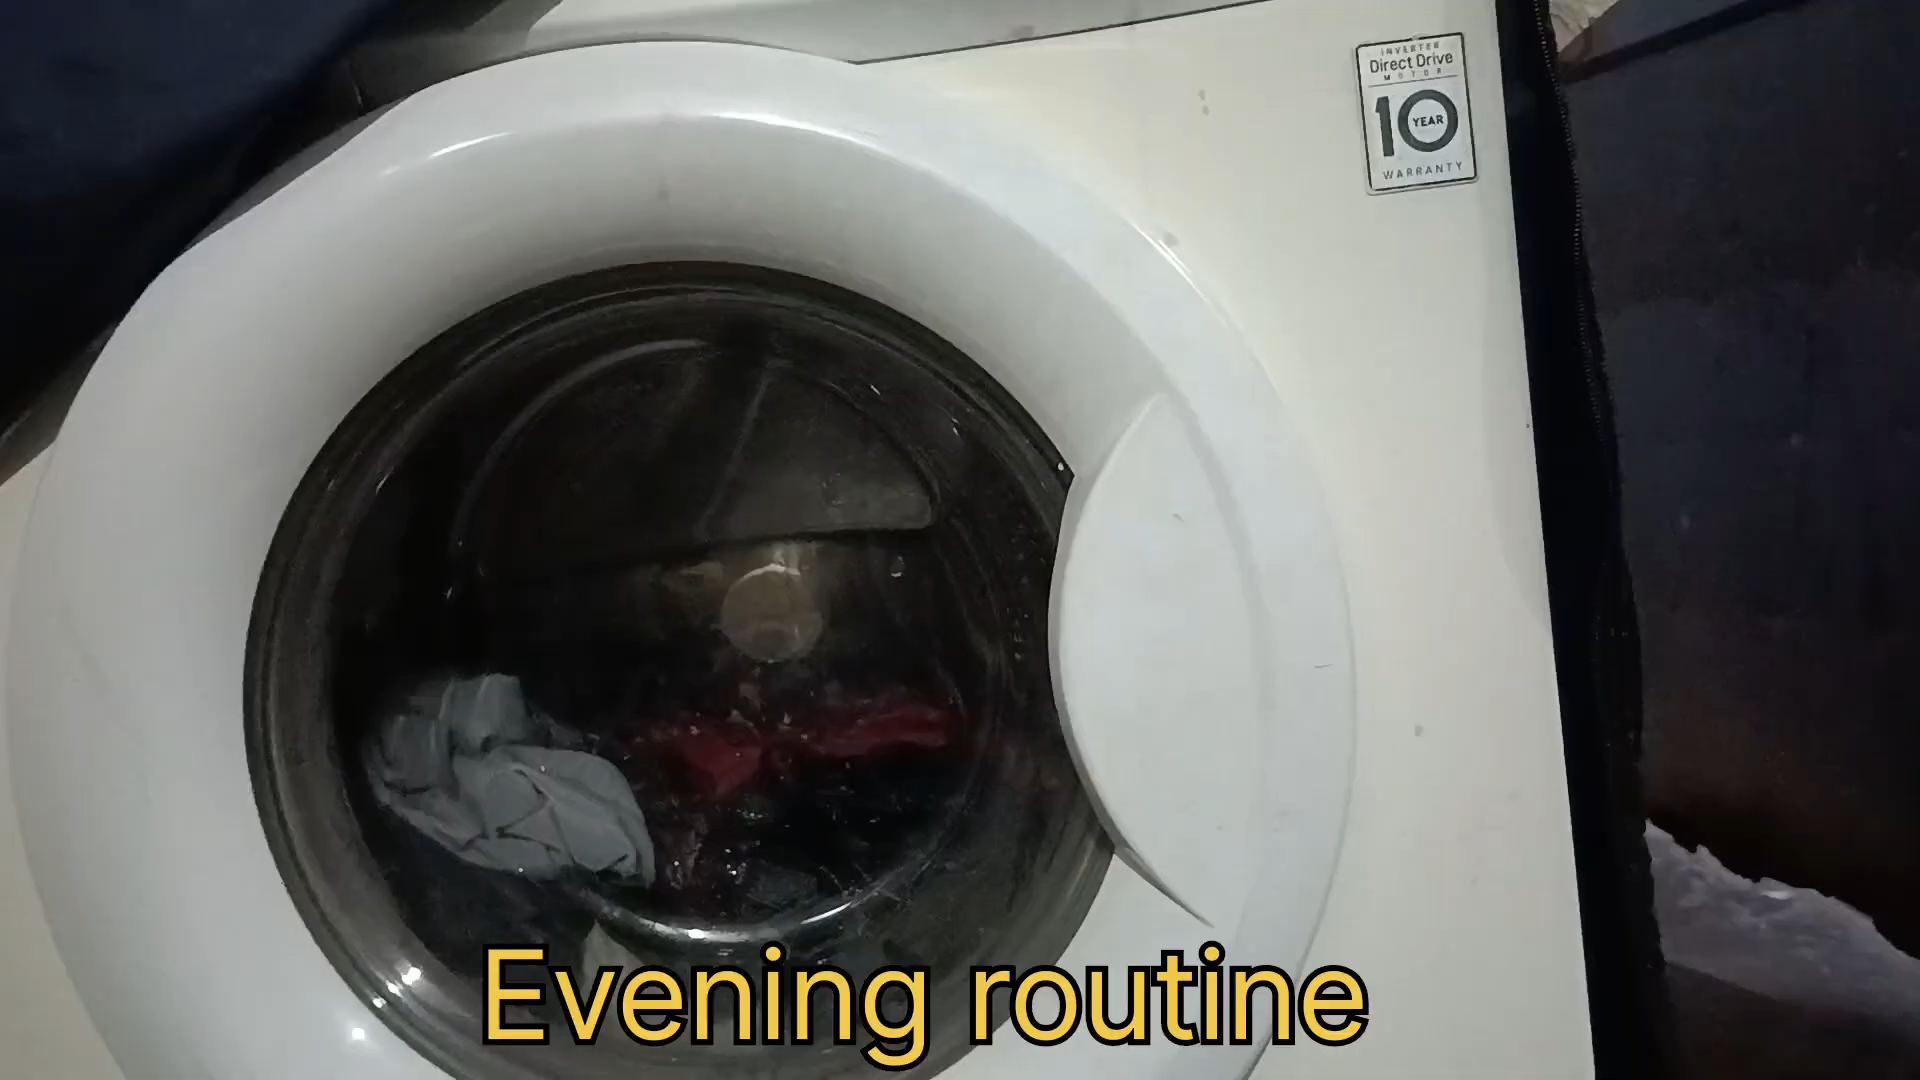 INVERTER
Direct Drive
MOTOR
10 YEAR
WARRANTY
Evening routine